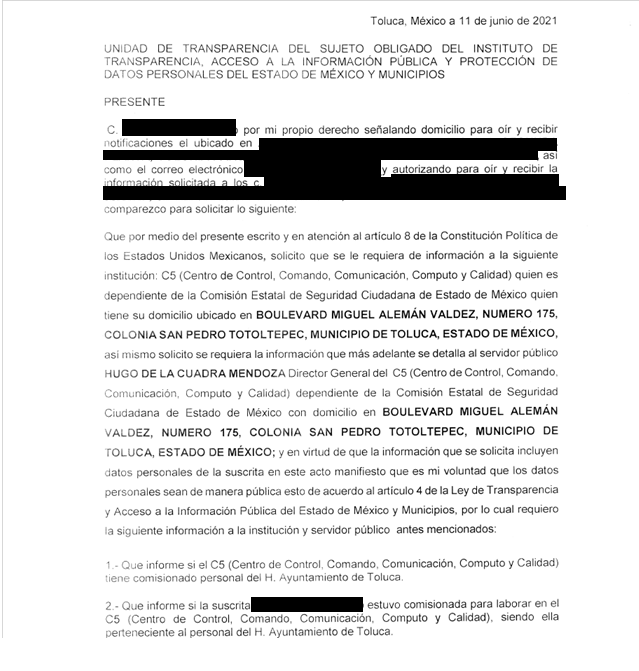 Toluca, México a 11 de junio de 2021
UNIDAD DE TRANSPARENCIA DEL SUJETO OBLIGADO DEL INSTITUTO DE
TRANSPARENCIA, ACCESO A LA INFORMACIÓN PÚBLICA Y PROTECCIÓN DE
DATOS PERSONALES DEL ESTADO DE MÉXICO Y MUNICIPIOS
PRESENTE
C. por mi propio derecho señalando domicilio para oír y recibir
notificaciones el ubicado en
así
como el correo electrónico y autorizando para oír y recibir la
información solicitada a los c.
comparezco para solicitar lo siguiente:
Que por medio del presente escrito y en atención al artículo 8 de la Constitución Política de
los Estados Unidos Mexicanos, solicito que se le requiera de información a la siguiente
institución: C5 (Centro de Control, Comando, Comunicación, Computo y Calidad) quien es
dependiente de la Comisión Estatal de Seguridad Ciudadana de Estado de México quien
tiene su domicilio ubicado en BOULEVARD MIGUEL ALEMÁN VALDEZ, NUMERO 175,
COLONIA SAN PEDRO TOTOLTEPEC, MUNICIPIO DE TOLUCA, ESTADO DE MÉXICO,
así mismo solicito se requiera la información que más adelante se detalla al servidor público
HUGO DE LA CUADRA MENDOZA Director General del C5 (Centro de Control, Comando,
Comunicación, Computo y Calidad) dependiente de la Comisión Estatal de Seguridad
Ciudadana de Estado de México con domicilio en BOULEVARD MIGUEL ALEMÁN
VALDEZ, NUMERO 175, COLONIA SAN PEDRO TOTOLTEPEC, MUNICIPIO DE
TOLUCA, ESTADO DE MÉXICO; y en virtud de que la información que se solicita incluyen
datos personales de la suscrita en este acto manifiesto que es mi voluntad que los datos
personales sean de manera pública esto de acuerdo al artículo 4 de la Ley de Transparencia
y Acceso a la Información Pública del Estado de México y Municipios, por lo cual requiero
la siguiente información a la institución y servidor público antes mencionados:
1.- Que informe si el C5 (Centro de Control, Comando, Comunicación, Computo y Calidad)
tiene comisionado personal del H. Ayuntamiento de Toluca.
2.- Que informe si la suscrita estuvo comisionada para laborar en el
C5 (Centro de Control, Comando, Comunicación, Computo y Calidad), siendo ella
perteneciente al personal del H. Ayuntamiento de Toluca.